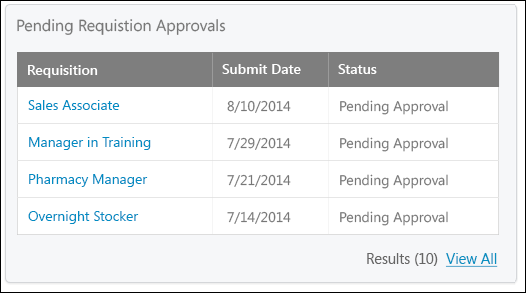 Pending Requistion Approvals
Requisition Submit Date Status
Sales Associate 8/10/2014 Pending Approval
Manager in Training 7/29/2014 Pending Approval
Pharmacy Manager 7/21/2014 Pending Approval
Overnight Stocker 7/14/2014 Pending Approval
Results (10) View All